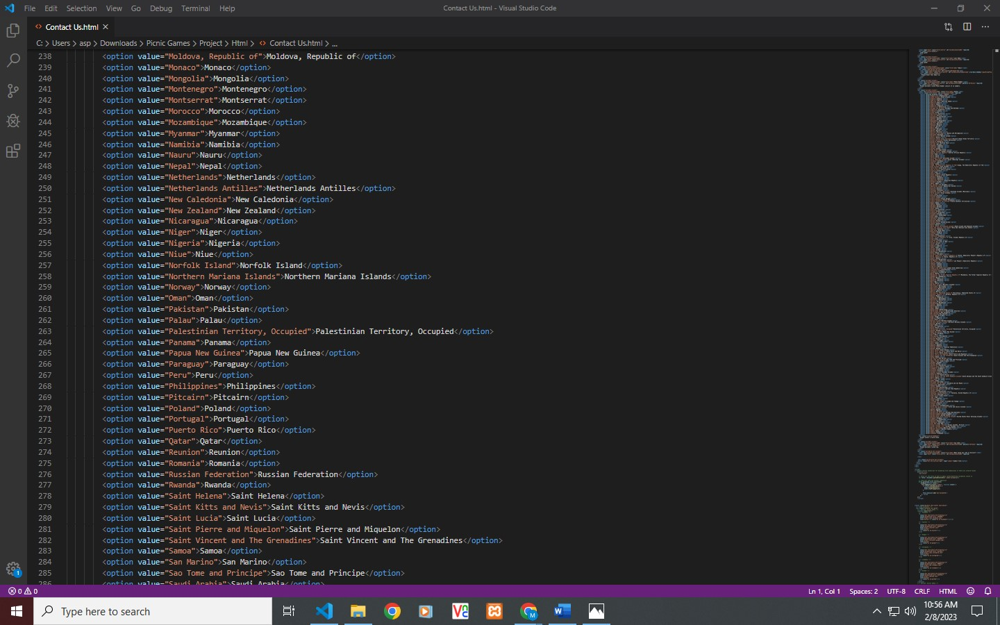 File Edit Selection View Go Debug Terminal Help
Contact Us.html - Visual Studio Code
Contact Us.html
C: > Users > asp > Downloads > Picnic Games > Project > Html > Contact Us.html > ...
238 <option value="Moldova, Republic of">Moldova, Republic of</option>
239 <option value="Monaco">Monaco</option>
240 <option value="Mongolia">Mongolia</option>
241 <option value="Montenegro">Montenegro</option>
242 <option value="Montserrat">Montserrat</option>
243 <option value="Morocco">Morocco</option>
244 <option value="Mozambique">Mozambique</option>
245 <option value="Myanmar">Myanmar</option>
246 <option value="Namibia">Namibia</option>
247 <option value="Nauru">Nauru</option>
248 <option value="Nepal">Nepal</option>
249 <option value="Netherlands">Netherlands</option>
250 <option value="Netherlands Antilles">Netherlands Antilles</option>
251 <option value="New Caledonia">New Caledonia</option>
252 <option value="New Zealand">New Zealand</option>
253 <option value="Nicaragua">Nicaragua</option>
254 <option value="Niger">Niger</option>
255 <option value="Nigeria">Nigeria</option>
256 <option value="Niue">Niue</option>
257 <option value="Norfolk Island">Norfolk Island</option>
258 <option value="Northern Mariana Islands">Northern Mariana Islands</option>
259 <option value="Norway">Norway</option>
260 <option value="Oman">Oman</option>
261 <option value="Pakistan">Pakistan</option>
262 <option value="Palau">Palau</option>
263 <option value="Palestinian Territory, Occupied">Palestinian Territory, Occupied</option>
264 <option value="Panama">Panama</option>
265 <option value="Papua New Guinea">Papua New Guinea</option>
266 <option value="Paraguay">Paraguay</option>
267 <option value="Peru">Peru</option>
268 <option value="Philippines">Philippines</option>
269 <option value="Pitcairn">Pitcairn</option>
270 <option value="Poland">Poland</option>
271 <option value="Portugal">Portugal</option>
272 <option value="Puerto Rico">Puerto Rico</option>
273 <option value="Qatar">Qatar</option>
274 <option value="Reunion">Reunion</option>
275 <option value="Romania">Romania</option>
276 <option value="Russian Federation">Russian Federation</option>
277 <option value="Rwanda">Rwanda</option>
278 <option value="Saint Helena">Saint Helena</option>
279 <option value="Saint Kitts and Nevis">Saint Kitts and Nevis</option>
280 <option value="Saint Lucia">Saint Lucia</option>
281 <option value="Saint Pierre and Miquelon">Saint Pierre and Miquelon</option>
282 <option value="Saint Vincent and The Grenadines">Saint Vincent and The Grenadines</option>
283 <option value="Samoa">Samoa</option>
284 <option value="San Marino">San Marino</option>
285 <option value="Sao Tome and Principe">Sao Tome and Principe</option>
286 <option value="Saudi Arabia">Saudi Arabia</option>
1
0 0
Ln 1, Col 1 Spaces: 2 UTF-8 CRLF HTML
Type here to search
10:56 AM
2/8/2023